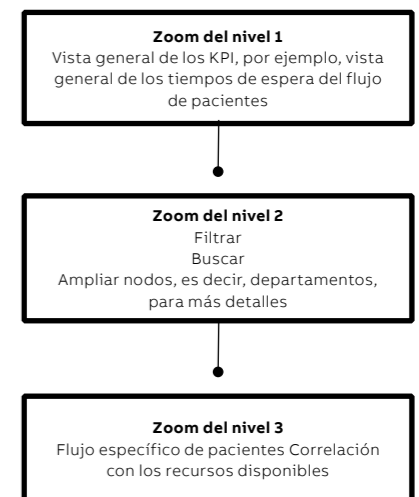 Zoom del nivel 1
Vista general de los KPI, por ejemplo, vista
general de los tiempos de espera del flujo
de pacientes
Zoom del nivel 2
Filtrar
Buscar
Ampliar nodos, es decir, departamentos,
para más detalles
Zoom del nivel 3
Flujo específico de pacientes Correlación
con los recursos disponibles